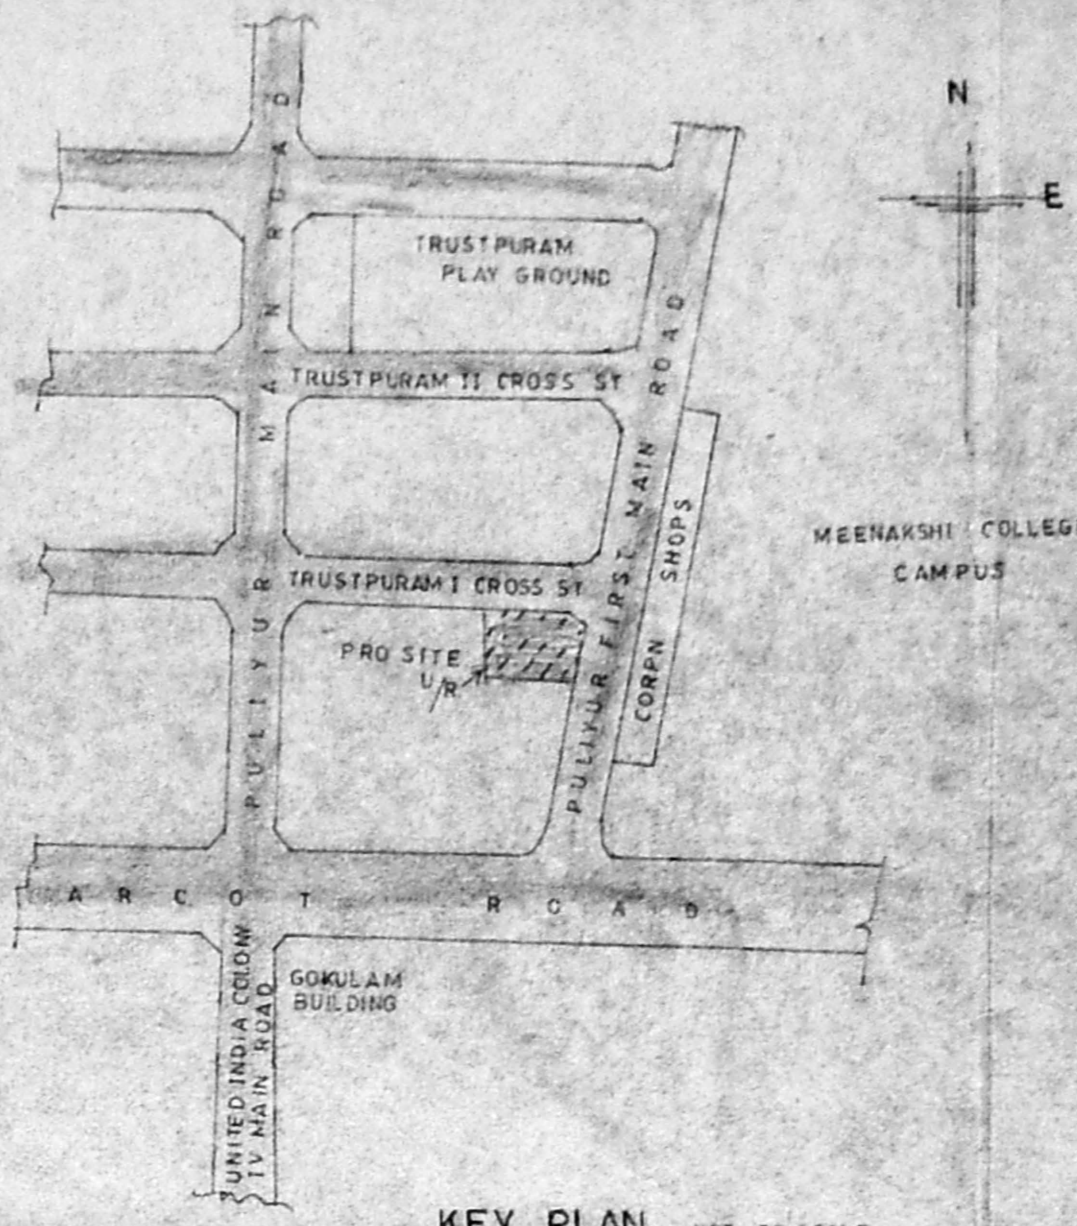 N
E
PULIYUR MAIN ROAD
TRUSTPURAM
PLAY GROUND
TRUSTPURAM II CROSS ST
PULIYUR FIRST MAIN ROAD
CORPN SHOPS
MEENAKSHI COLLEG
CAMPUS
TRUSTPURAM I CROSS ST
PRO SITE
U/R
ARCOT ROAD
GOKULAM
BUILDING
UNITED INDIA COLONY
IV MAIN ROAD
KEY PLAN